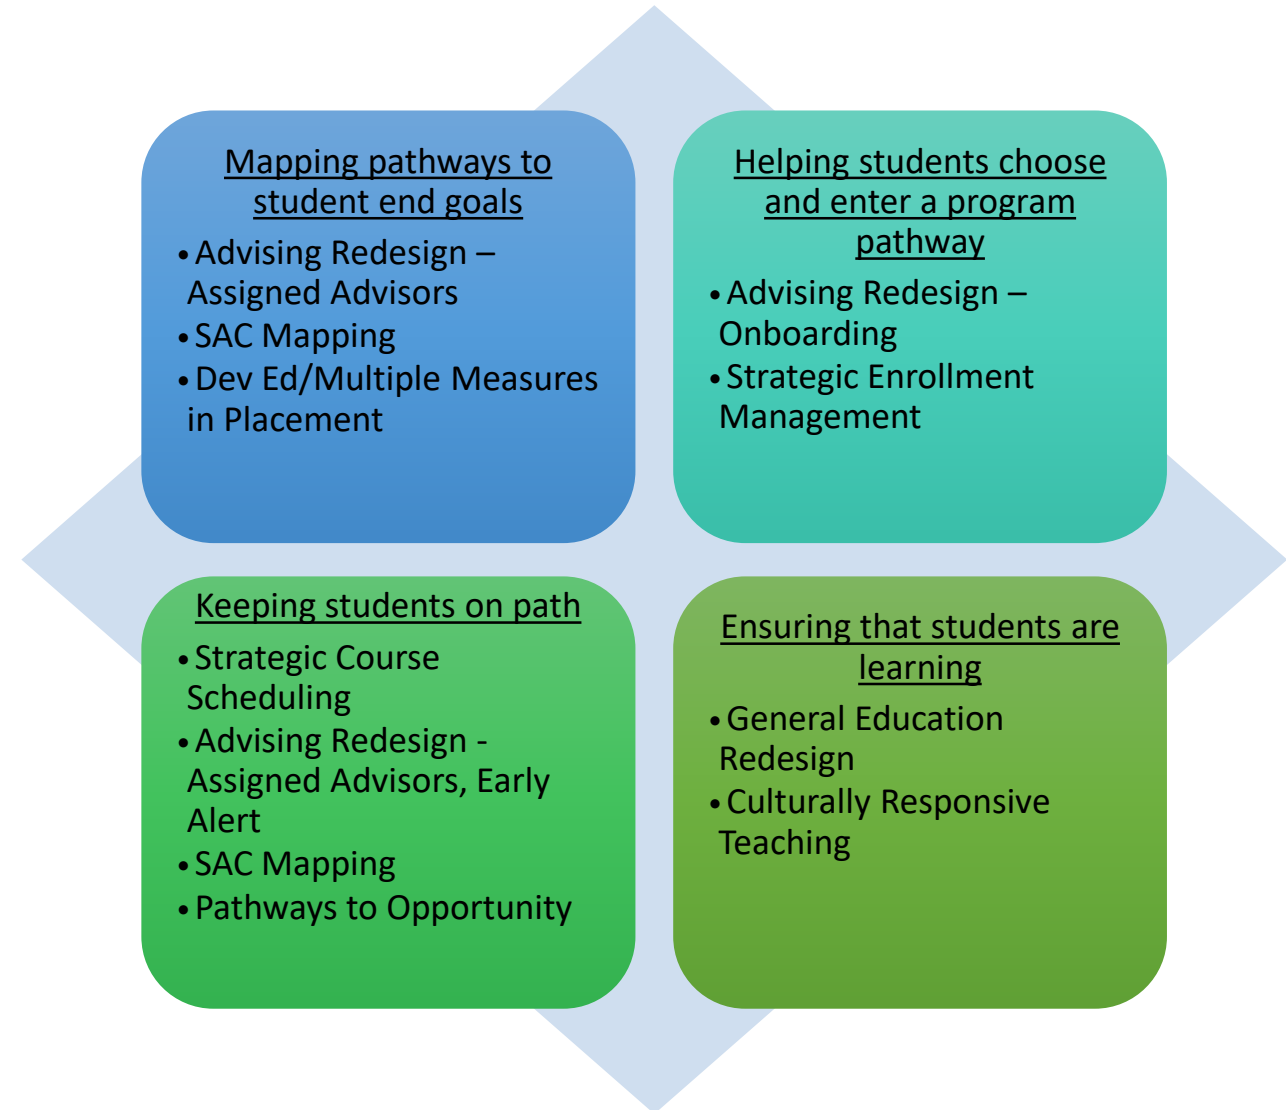 Mapping pathways to
student end goals
• Advising Redesign –
Assigned Advisors
• SAC Mapping
• Dev Ed/Multiple Measures
in Placement
Helping students choose
and enter a program
pathway
• Advising Redesign –
Onboarding
• Strategic Enrollment
Management
Keeping students on path
• Strategic Course
Scheduling
• Advising Redesign -
Assigned Advisors, Early
Alert
• SAC Mapping
• Pathways to Opportunity
Ensuring that students are
learning
• General Education
Redesign
• Culturally Responsive
Teaching